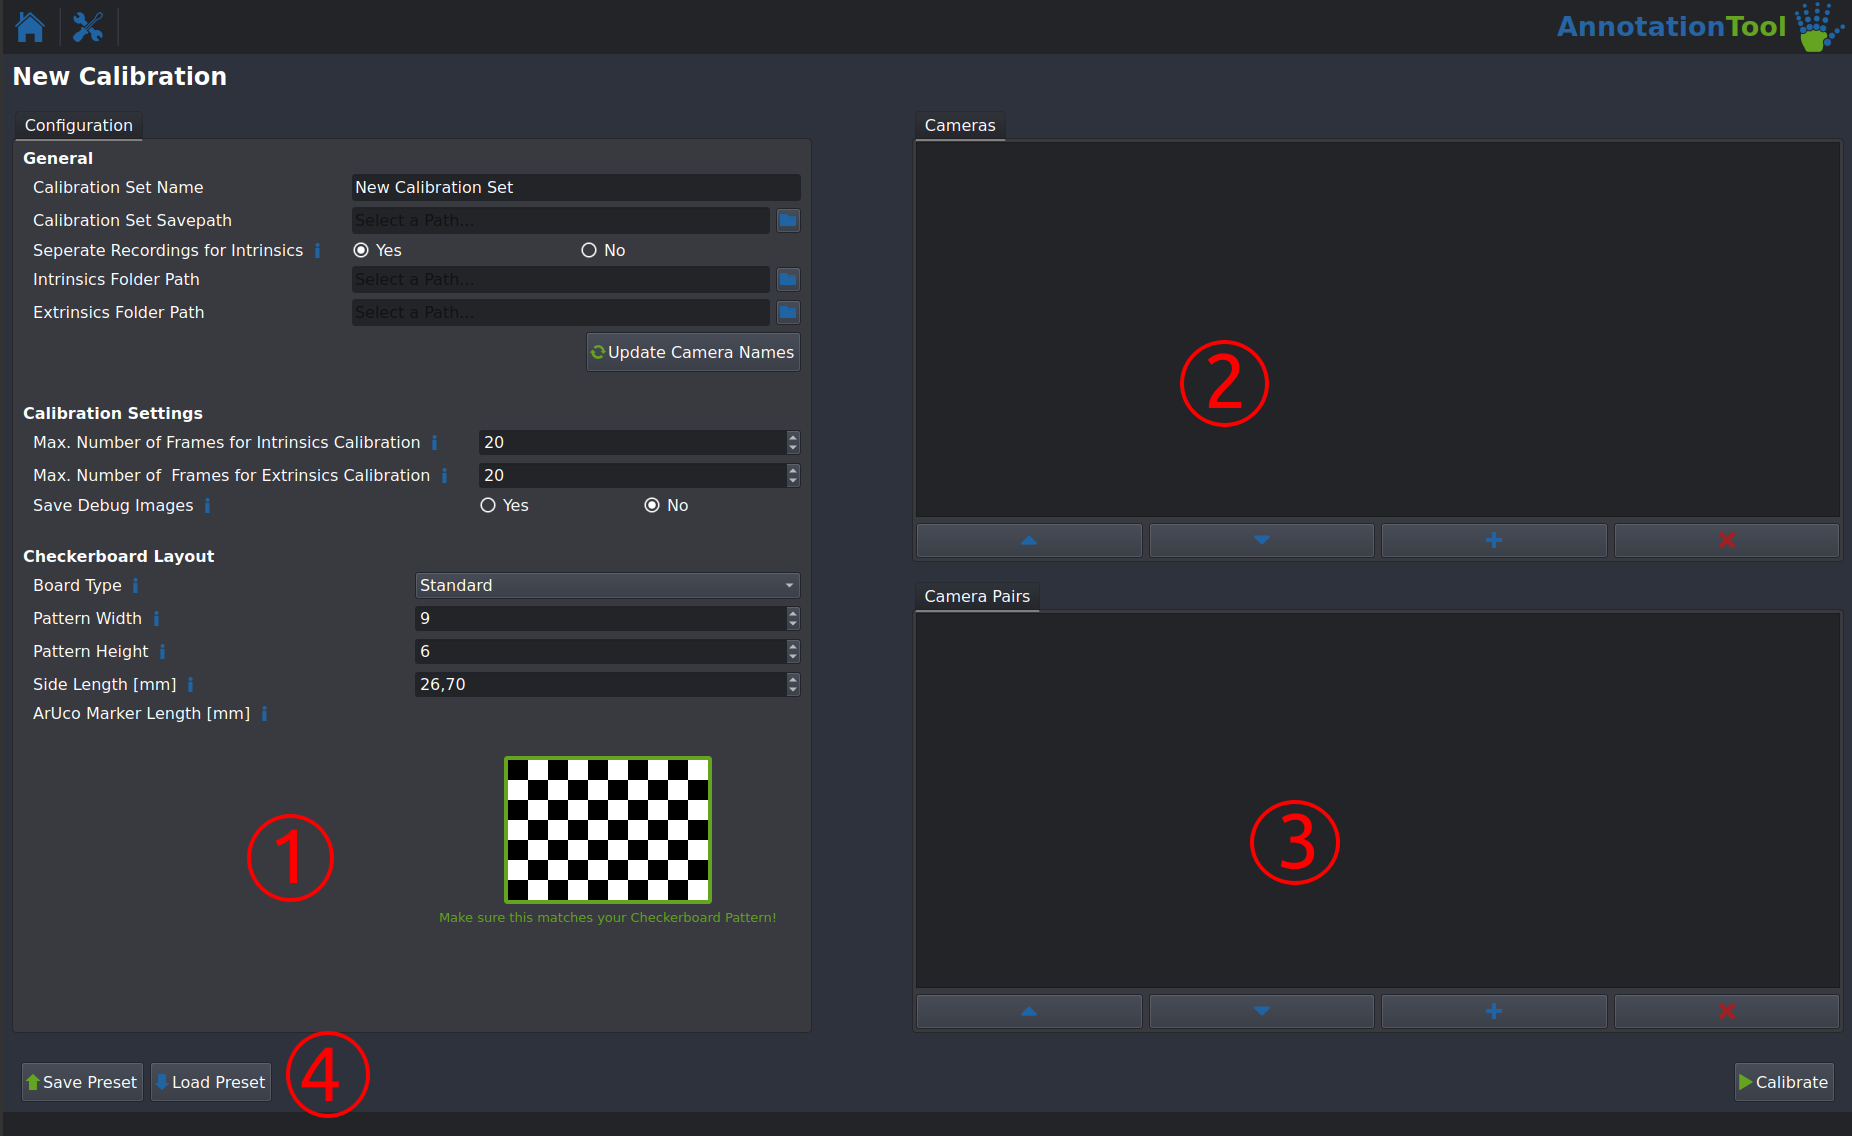 AnnotationTool
New Calibration
Configuration
General
Calibration Set Name
New Calibration Set
Calibration Set Savepath
Select a Path...
Seperate Recordings for Intrinsics
Yes
No
Intrinsics Folder Path
Select a Path...
Extrinsics Folder Path
Select a Path...
Update Camera Names
Calibration Settings
Max. Number of Frames for Intrinsics Calibration
20
Max. Number of  Frames for Extrinsics Calibration
20
Save Debug Images
Yes
No
Checkerboard Layout
Board Type
Standard
Pattern Width
9
Pattern Height
6
Side Length [mm]
26,70
ArUco Marker Length [mm]
1
Make sure this matches your Checkerboard Pattern!
Cameras
2
Camera Pairs
3
Save Preset
Load Preset
4
Calibrate